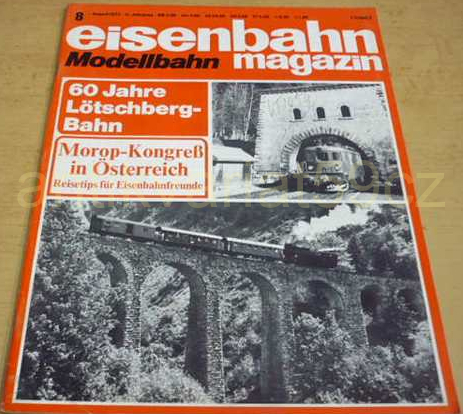 8
eisenbahn
Modellbahn magazin
60 Jahre
Lötschberg-
Bahn
Morop-Kongreß
in Österreich
Reisetips für Eisenbahnfreunde